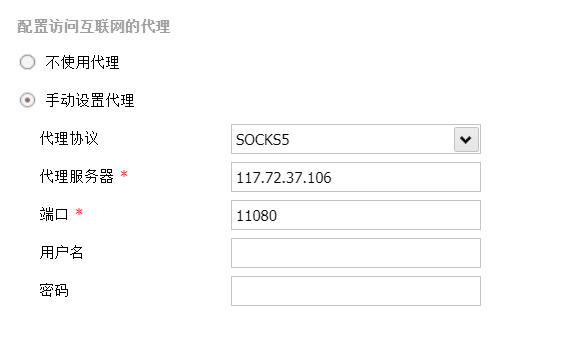 配置访问互联网的代理
不使用代理
手动设置代理
代理协议 SOCKS5
代理服务器 * 117.72.37.106
端口 * 11080
用户名
密码